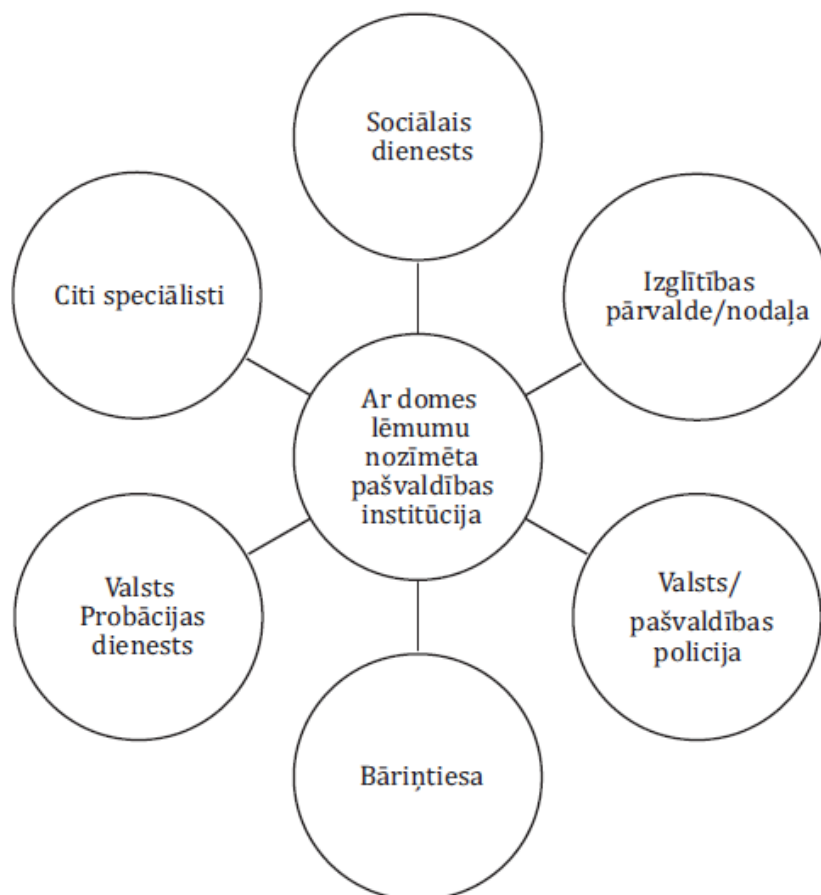 Sociālais
dienests
Citi speciālisti
Izglītības
pārvalde/nodaļa
Ar domes
lēmumu
nozīmēta
pašvaldības
institūcija
Valsts
Probācijas
dienests
Valsts/
pašvaldības
policija
Bāriņtiesa